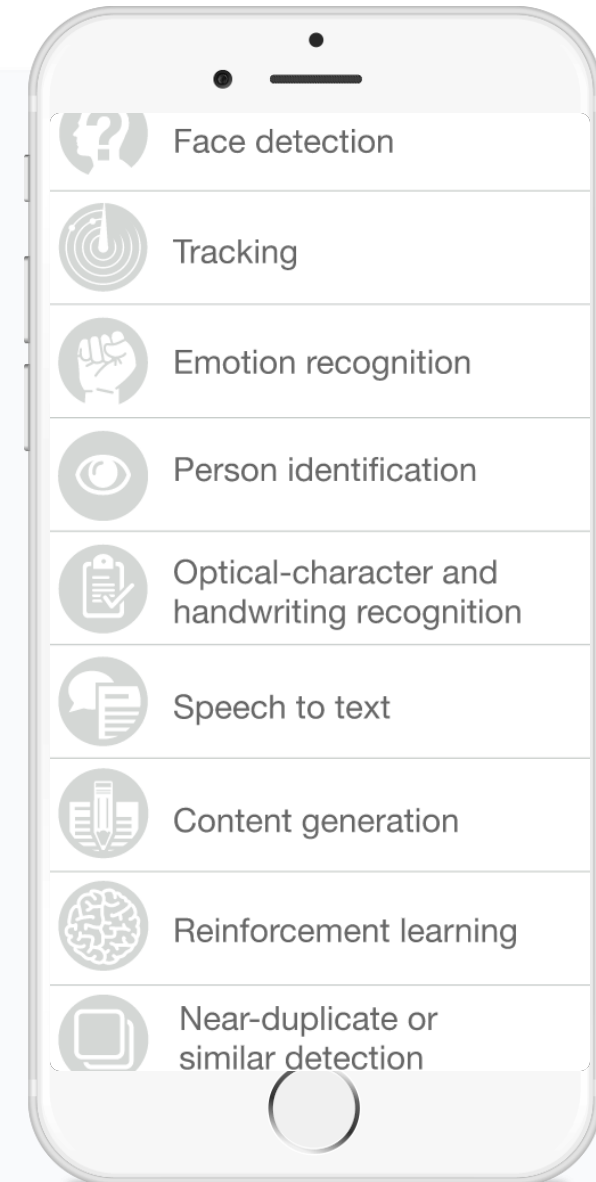 Face detection
Tracking
Emotion recognition
Person identification
Optical-character and
handwriting recognition
Speech to text
Content generation
Reinforcement learning
Near-duplicate or
similar detection